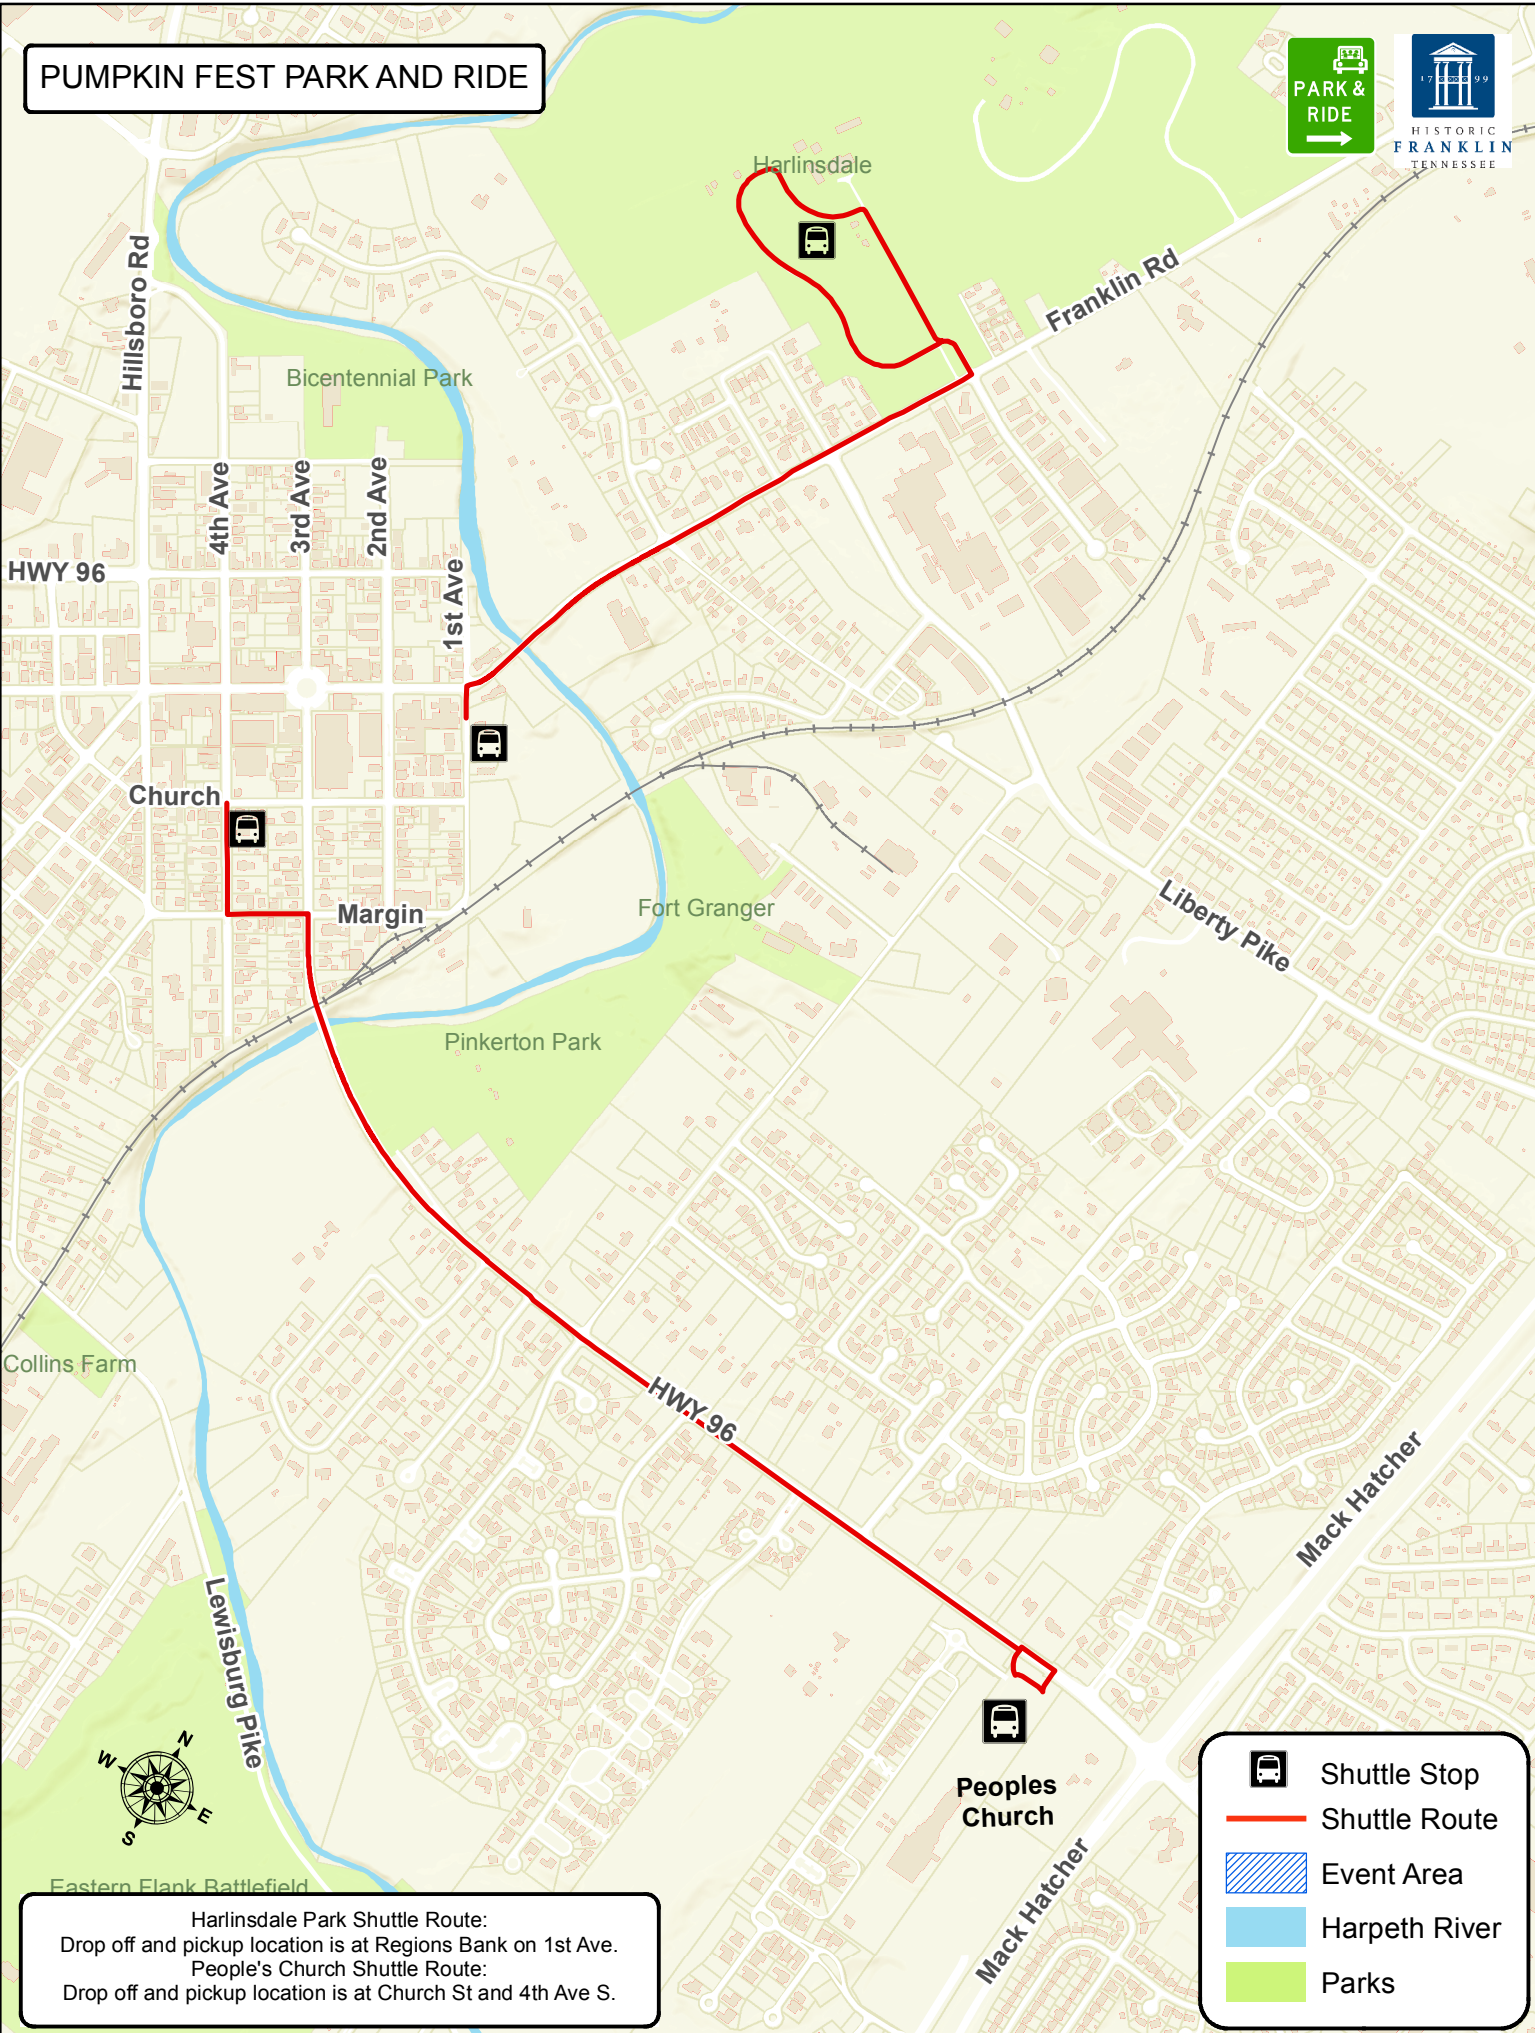 PUMPKIN FEST PARK AND RIDE
PARK &
RIDE
17 99
HISTORIC
FRANKLIN
TENNESSEE
Harlinsdale
Hillsboro Rd
Franklin Rd
Bicentennial Park
4th Ave
3rd Ave
2nd Ave
HWY 96
1st Ave
Church
Margin
Fort Granger
Liberty Pike
Pinkerton Park
Collins Farm
HWY 96
Mack Hatcher
Lewisburg Pike
Peoples
Church
N
W
E
S
Mack Hatcher
Eastern Flank Battlefield
Harlinsdale Park Shuttle Route:
Drop off and pickup location is at Regions Bank on 1st Ave.
People's Church Shuttle Route:
Drop off and pickup location is at Church St and 4th Ave S.
Shuttle Stop
Shuttle Route
Event Area
Harpeth River
Parks